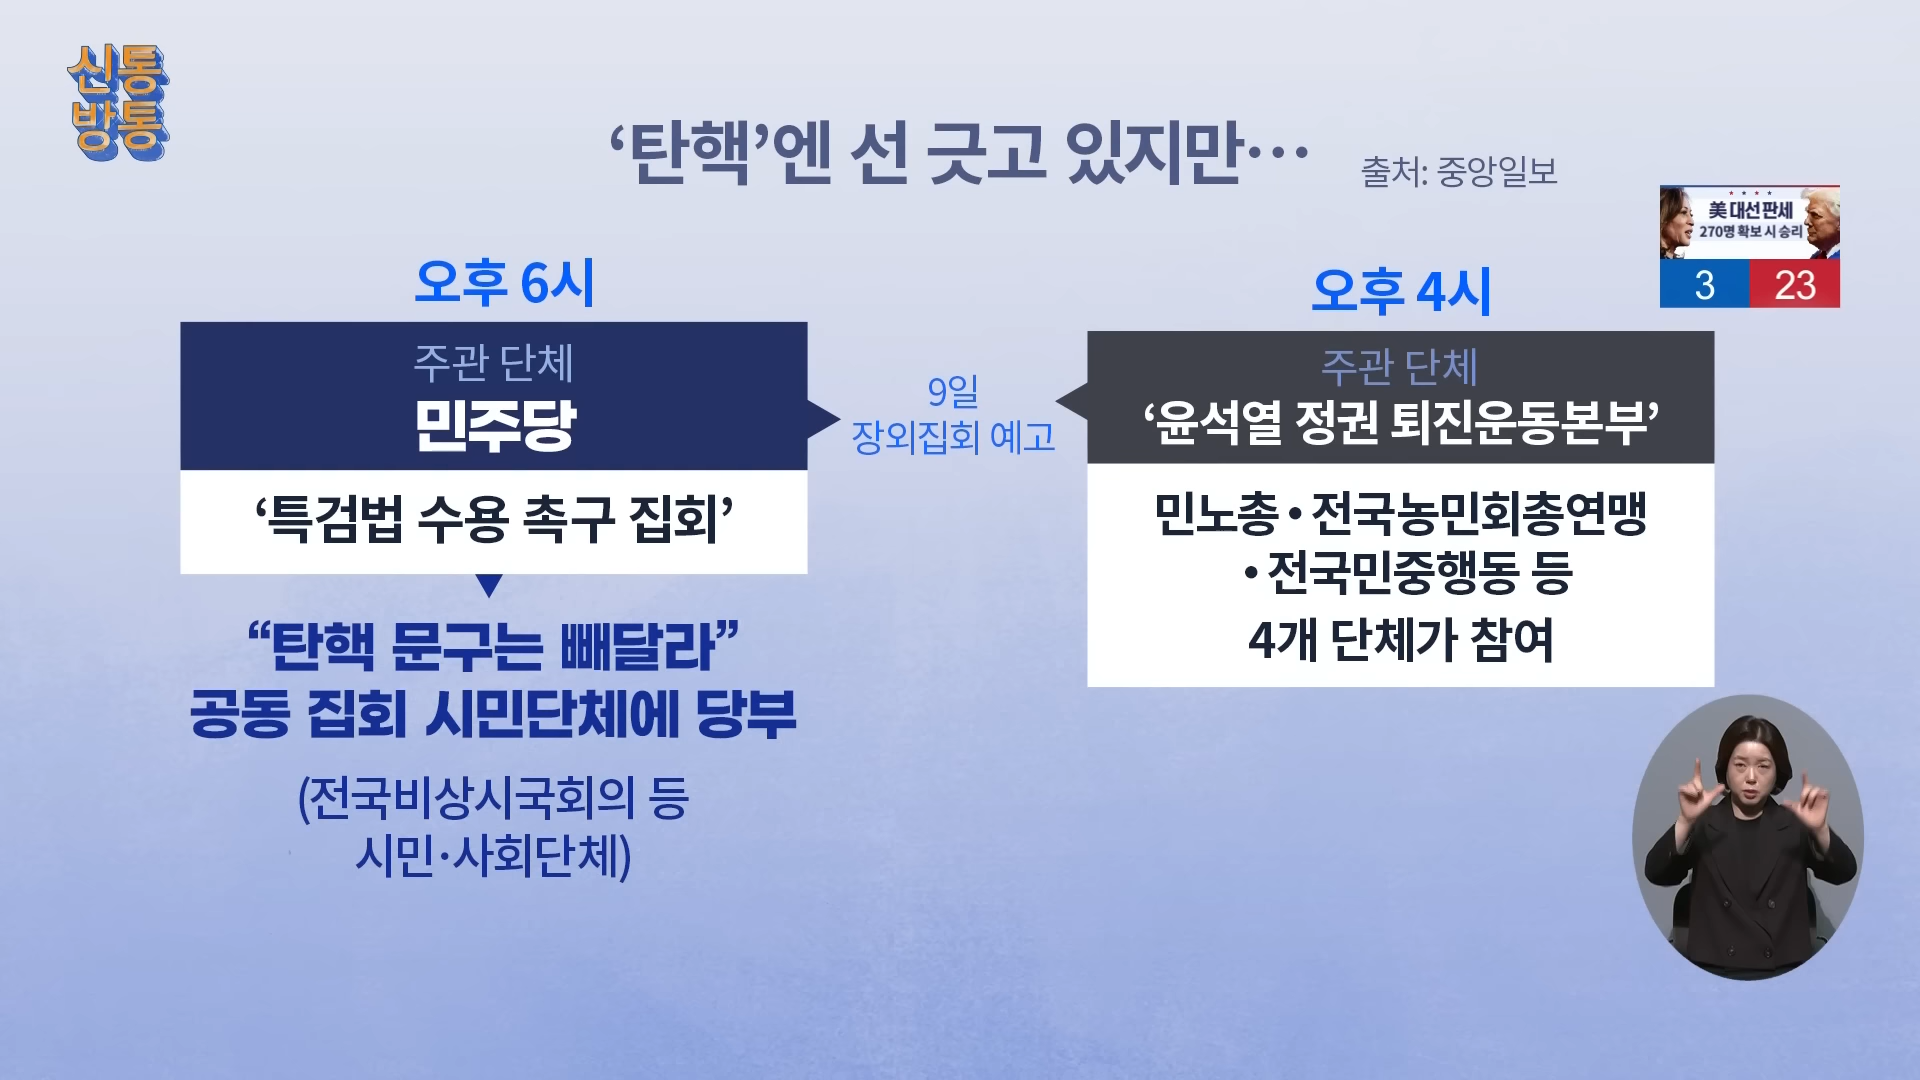 신통
방통
‘탄핵’엔 선 긋고 있지만…
출처: 중앙일보
美 대선 판세
270명 확보 시 승리
3 23
오후 6시
주관 단체
민주당
‘특검법 수용 촉구 집회’
“탄핵 문구는 빼달라”
공동 집회 시민단체에 당부
(전국비상시국회의 등
시민·사회단체)
9일
장외집회 예고
오후 4시
주관 단체
‘윤석열 정권 퇴진운동본부’
민노총•전국농민회총연맹
•전국민중행동 등
4개 단체가 참여